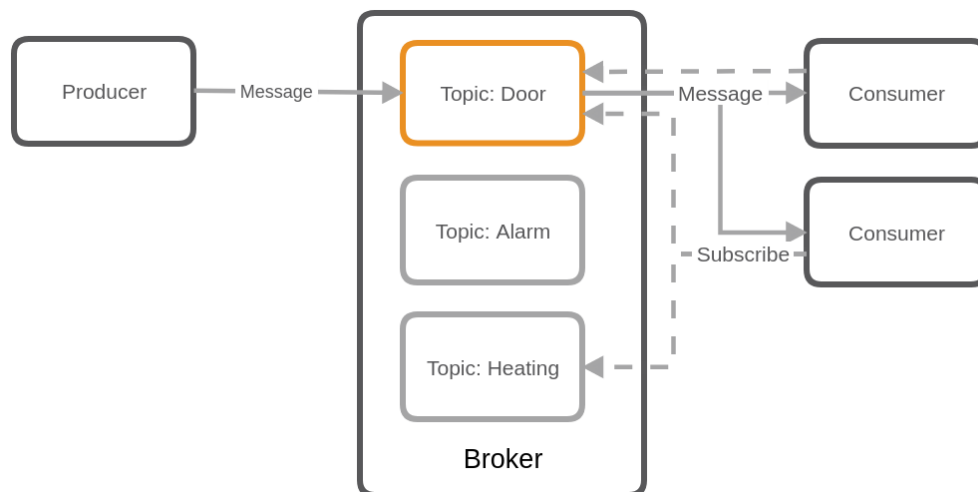 Producer
Message
Topic: Door
Message
Consumer
Topic: Alarm
Consumer
Subscribe
Topic: Heating
Broker